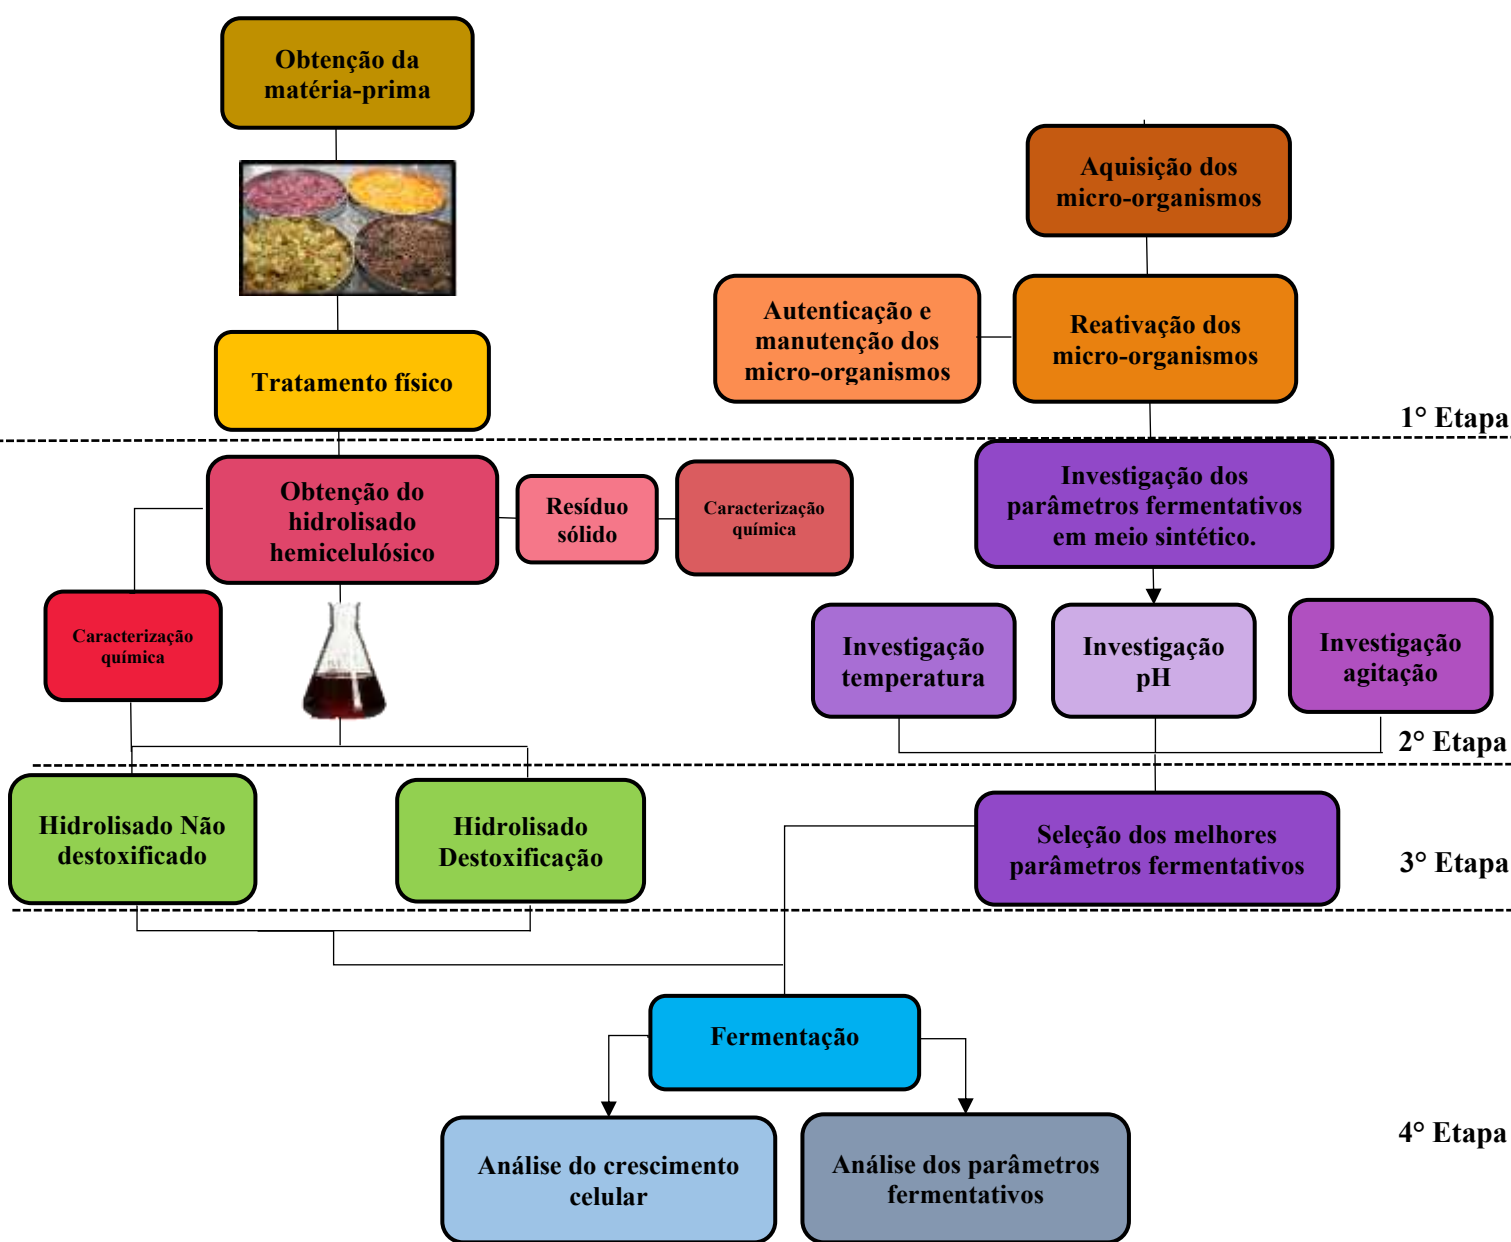 Obtenção da
matéria-prima
Aquisição dos
micro-organismos
Autenticação e
manutenção dos
micro-organismos
Reativação dos
micro-organismos
Tratamento físico
1° Etapa
Obtenção do
hidrolisado
hemicelulósico
Resíduo
sólido
Caracterização
química
Investigação dos
parâmetros fermentativos
em meio sintético.
Caracterização
química
Investigação
temperatura
Investigação
pH
Investigação
agitação
2° Etapa
Hidrolisado Não
destoxificado
Hidrolisado
Destoxificação
Seleção dos melhores
parâmetros fermentativos
3° Etapa
Fermentação
Análise do crescimento
celular
Análise dos parâmetros
fermentativos
4° Etapa